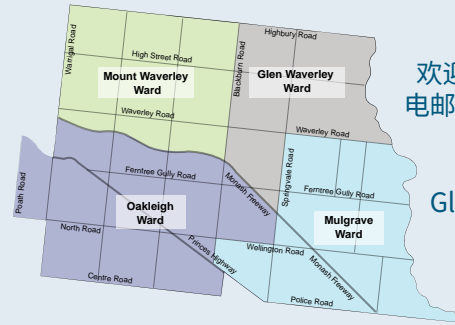 Highbury Road
Warrigal Road
High Street Road
Blackburn Road
Mount Waverley
Ward
Glen Waverley
Ward
欢迎
电邮
Waverley Road
Waverley Road
Springvale Road
Ferntree Gully Road
Monash Freeway
Ferntree Gully Road
Poath Road
Oakleigh
Ward
Mulgrave
Ward
Gl
North Road
Princes Highway
Wellington Road
Monash Freeway
Centre Road
Police Road